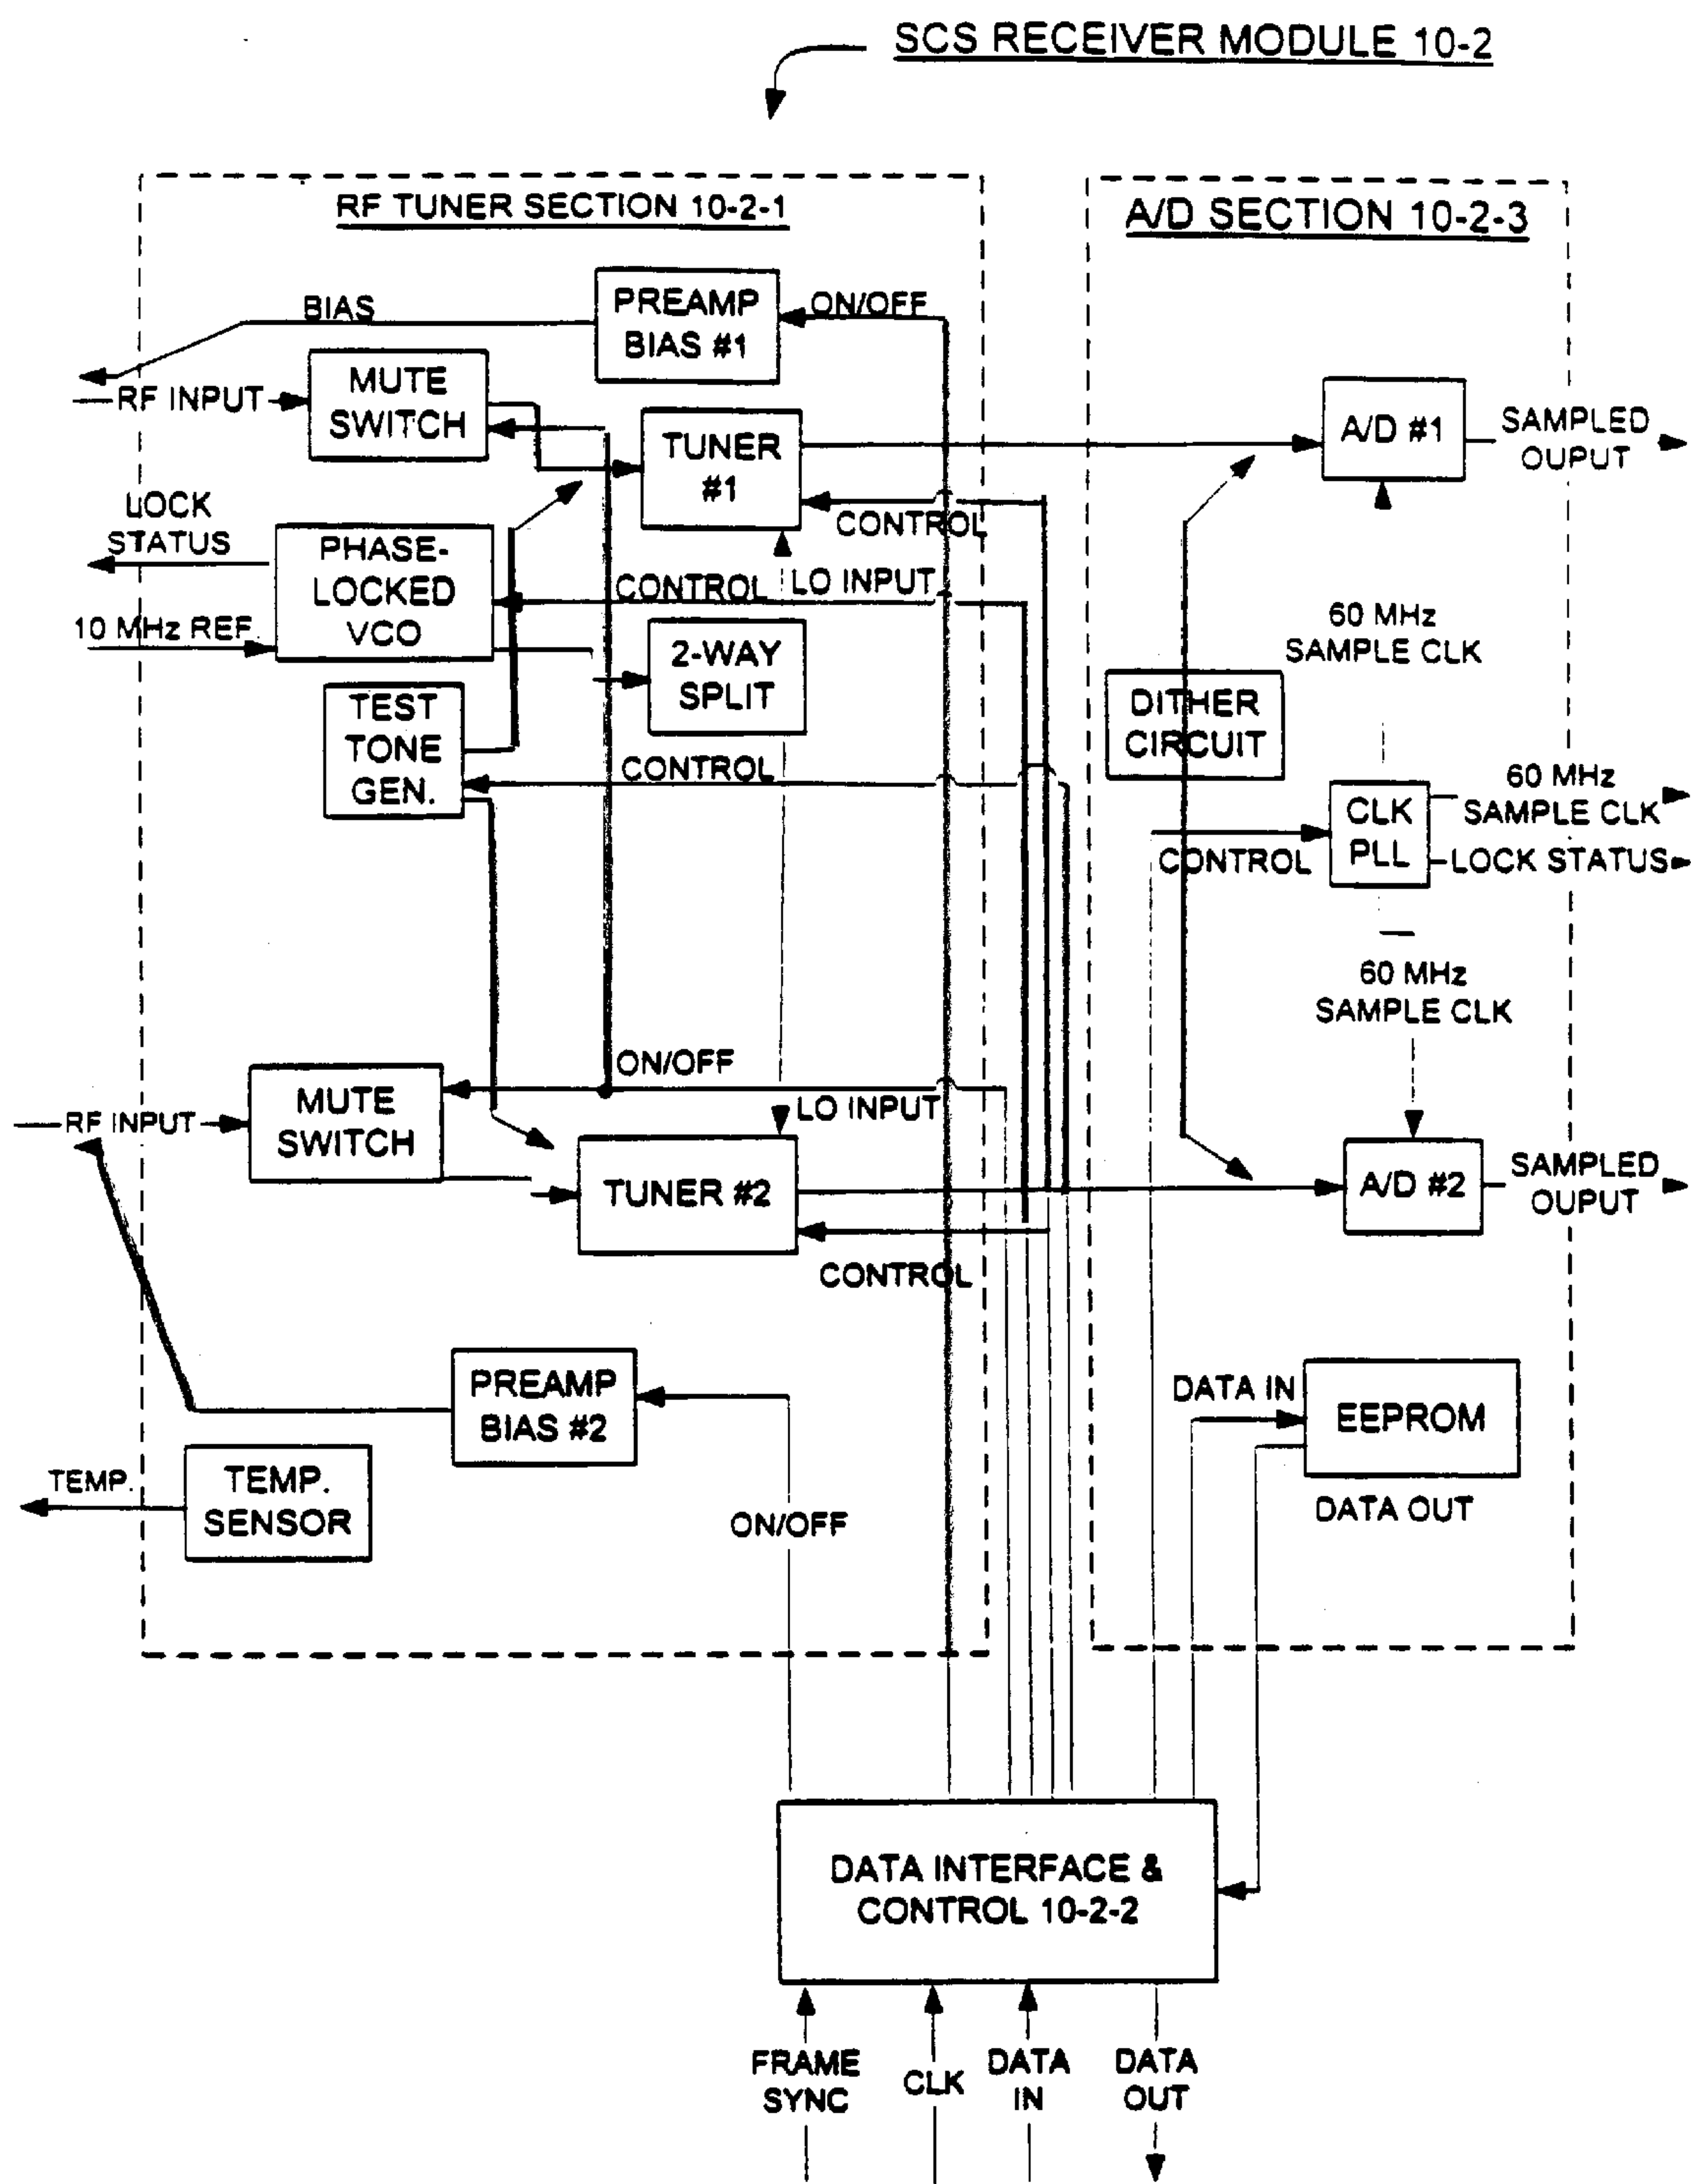 SCS RECEIVER MODULE 10-2
RF TUNER SECTION 10-2-1
A/D SECTION 10-2-3
BIAS
PREAMP
BIAS #1
ON/OFF
RF INPUT
MUTE
SWITCH
TUNER
#1
A/D #1
SAMPLED
OUPUT
LOCK
STATUS
PHASE-
LOCKED
VCO
CONTROL
CONTROL
LO INPUT
10 MHz REF.
2-WAY
SPLIT
60 MHz
SAMPLE CLK
TEST
TONE
GEN.
CONTROL
DITHER
CIRCUIT
CLK
PLL
60 MHz
SAMPLE CLK
CONTROL
LOCK STATUS
60 MHz
SAMPLE CLK
ON/OFF
RF INPUT
MUTE
SWITCH
LO INPUT
TUNER #2
CONTROL
A/D #2
SAMPLED
OUPUT
PREAMP
BIAS #2
DATA IN
EEPROM
DATA OUT
TEMP.
TEMP.
SENSOR
ON/OFF
DATA INTERFACE &
CONTROL 10-2-2
FRAME
SYNC
CLK
DATA
IN
DATA
OUT